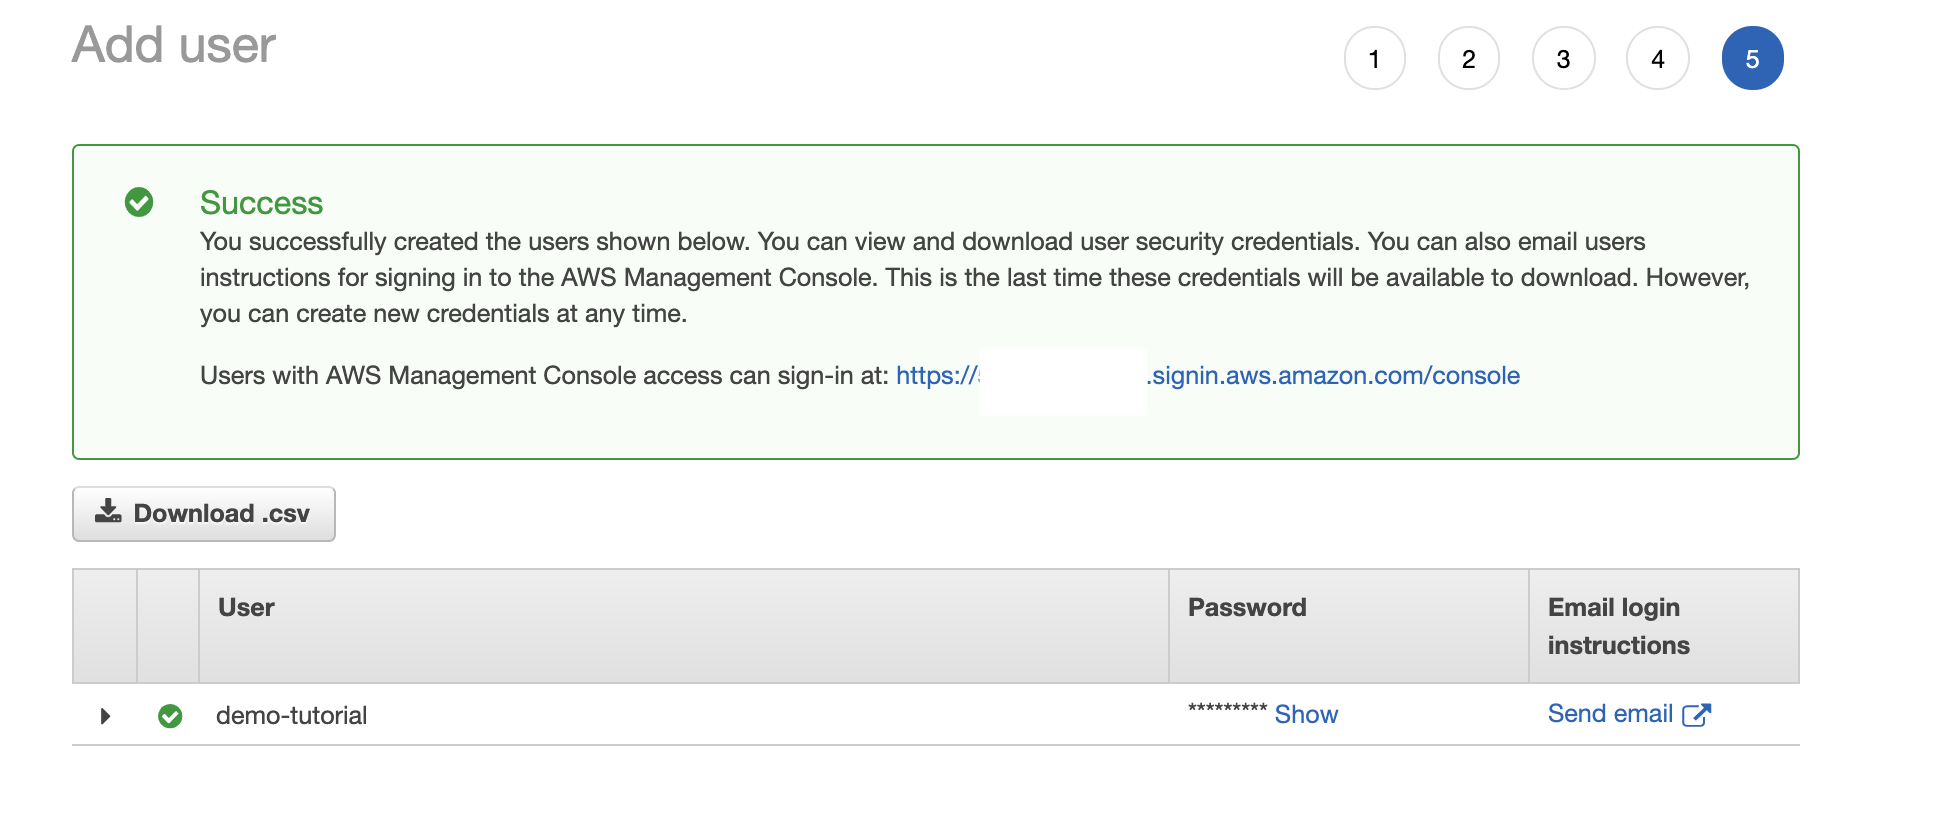 Add user
1 2 3 4 5
Success
You successfully created the users shown below. You can view and download user security credentials. You can also email users
instructions for signing in to the AWS Management Console. This is the last time these credentials will be available to download. However,
you can create new credentials at any time.
Users with AWS Management Console access can sign-in at: https:// .signin.aws.amazon.com/console
Download .csv
User Password Email login
instructions
demo-tutorial ********* Show Send email